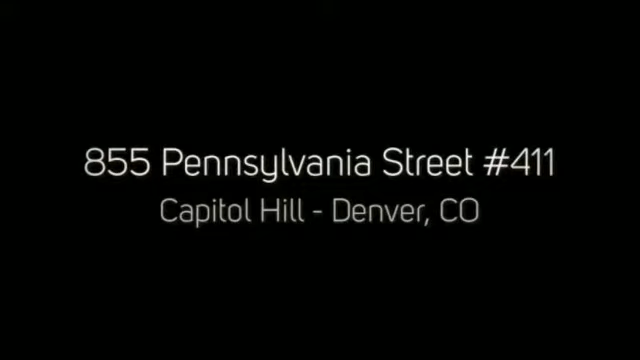 855 Pennsylvania Street #411
Capitol Hill - Denver, CO